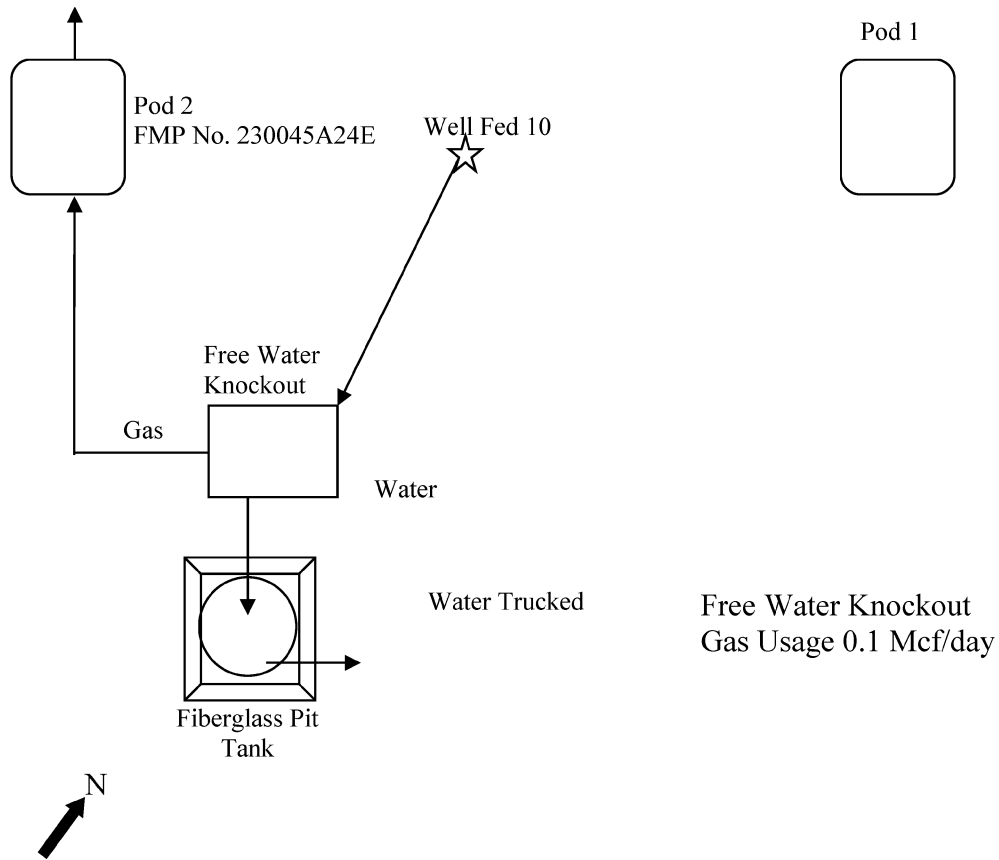 Pod 1
Pod 2
FMP No. 230045A24E
Well Fed 10
Free Water
Knockout
Gas
Water
Water Trucked
Free Water Knockout
Gas Usage 0.1 Mcf/day
Fiberglass Pit
Tank
N